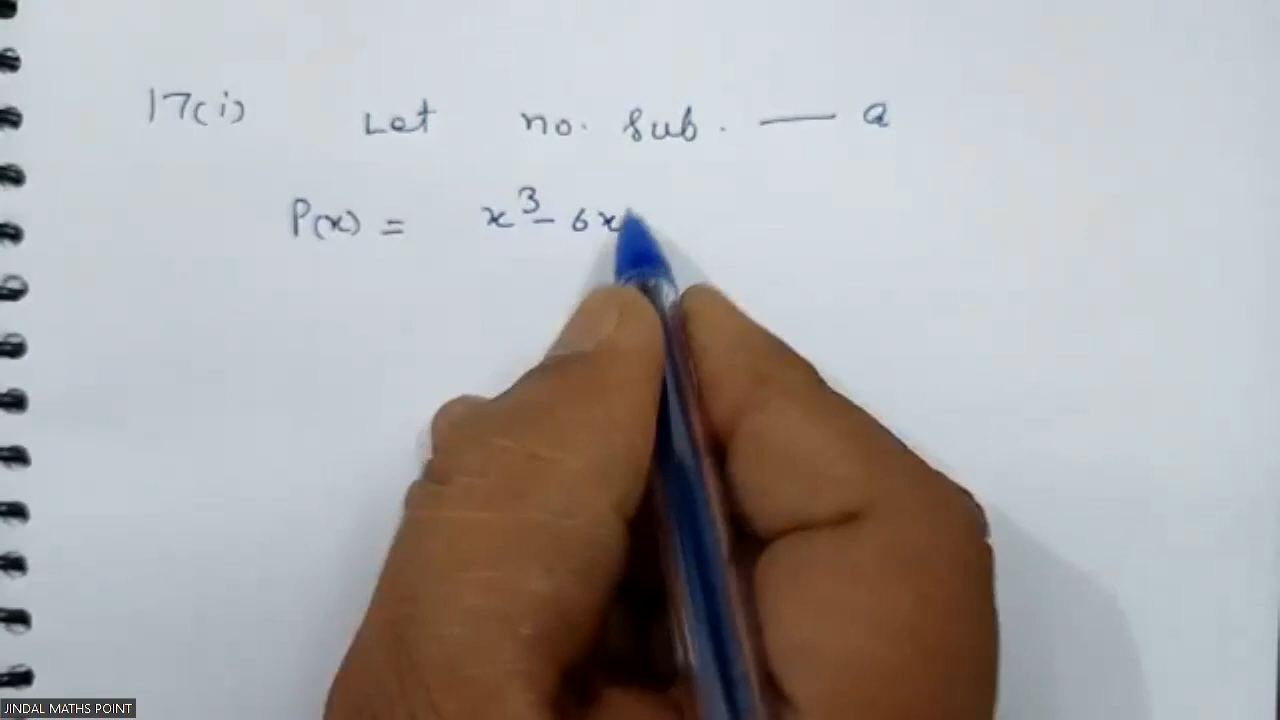 17(i) Let no. sub. — a
P(x) = x³ - 6x
JINDAL MATHS POINT